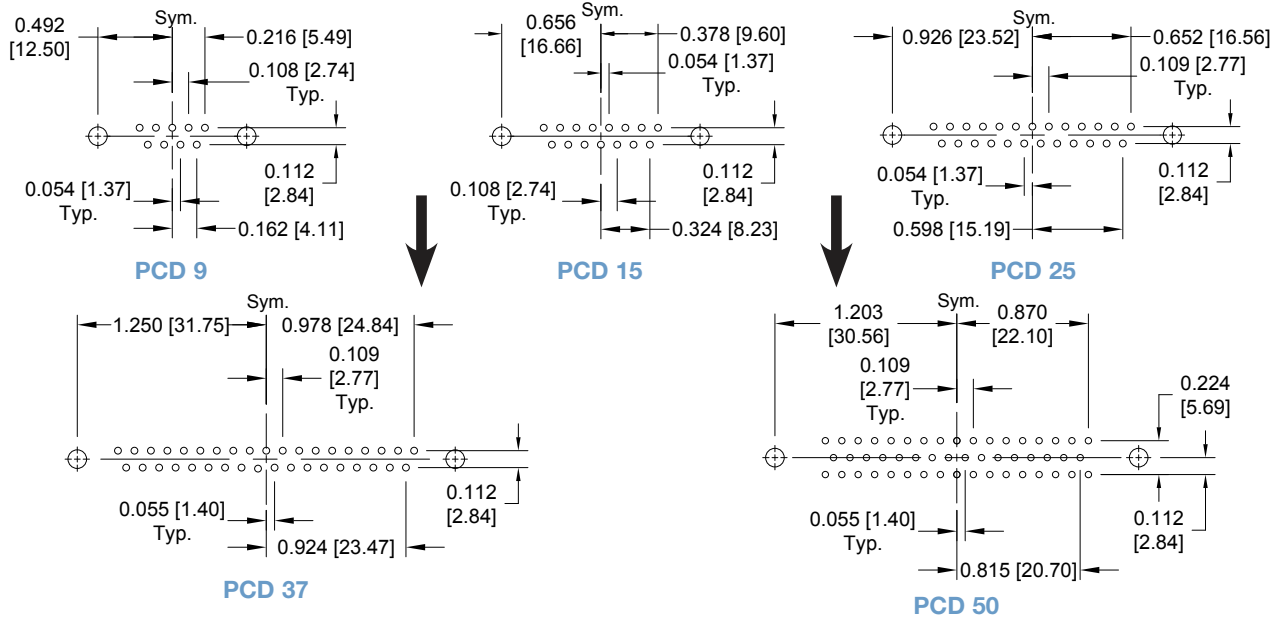 Sym.
0.492
[12.50]
0.216 [5.49]
0.108 [2.74]
Typ.
0.112
[2.84]
0.054 [1.37]
Typ.
0.162 [4.11]
PCD 9
Sym.
0.656
[16.66]
0.378 [9.60]
0.054 [1.37]
Typ.
0.112
[2.84]
0.108 [2.74]
Typ.
0.324 [8.23]
PCD 15
Sym.
0.926 [23.52]
0.652 [16.56]
0.109 [2.77]
Typ.
0.112
[2.84]
0.054 [1.37]
Typ.
0.598 [15.19]
PCD 25
Sym.
1.250 [31.75]
0.978 [24.84]
0.109
[2.77]
Typ.
0.112
[2.84]
0.055 [1.40]
Typ.
0.924 [23.47]
PCD 37
Sym.
1.203
[30.56]
0.870
[22.10]
0.109
[2.77]
Typ.
0.224
[5.69]
0.112
[2.84]
0.055 [1.40]
Typ.
0.815 [20.70]
PCD 50